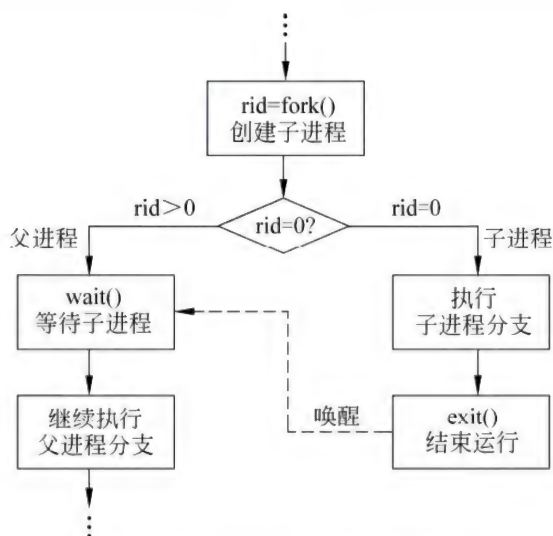 rid=fork()
创建子进程
rid>0
rid=0?
rid=0
父进程
子进程
wait()
等待子进程
执行
子进程分支
继续执行
父进程分支
唤醒
exit()
结束运行